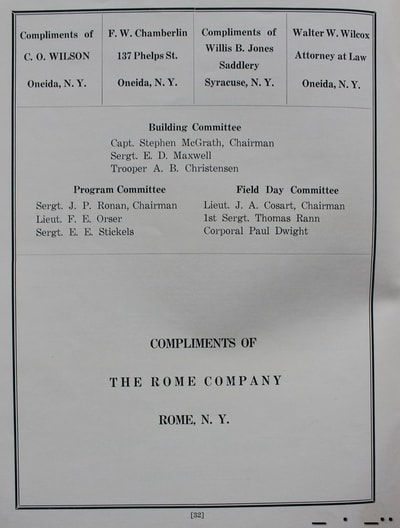 Compliments of
C. O. WILSON
Oneida, N. Y.
F. W. Chamberlin
137 Phelps St.
Oneida, N. Y.
Compliments of
Willis B. Jones
Saddlery
Syracuse, N. Y.
Walter W. Wilcox
Attorney at Law
Oneida, N. Y.
Building Committee
Capt. Stephen McGrath, Chairman
Sergt. E. D. Maxwell
Trooper A. B. Christensen
Program Committee
Sergt. J. P. Ronan, Chairman
Lieut. F. E. Orser
Sergt. E. E. Stickels
Field Day Committee
Lieut. J. A. Cosart, Chairman
1st Sergt. Thomas Rann
Corporal Paul Dwight
COMPLIMENTS OF
THE ROME COMPANY
ROME, N. Y.
[32]